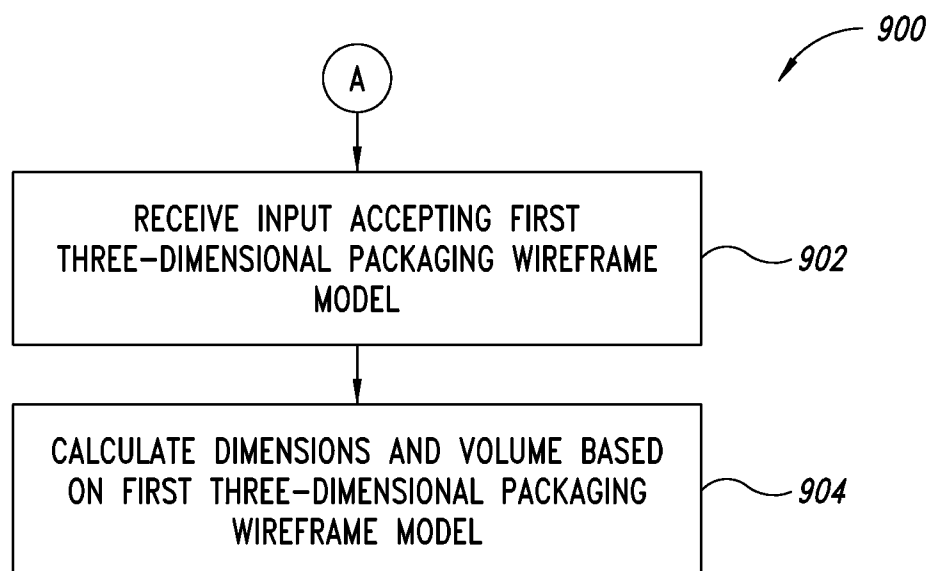 900
A
RECEIVE INPUT ACCEPTING FIRST
THREE-DIMENSIONAL PACKAGING WIREFRAME
MODEL
902
CALCULATE DIMENSIONS AND VOLUME BASED
ON FIRST THREE-DIMENSIONAL PACKAGING
WIREFRAME MODEL
904